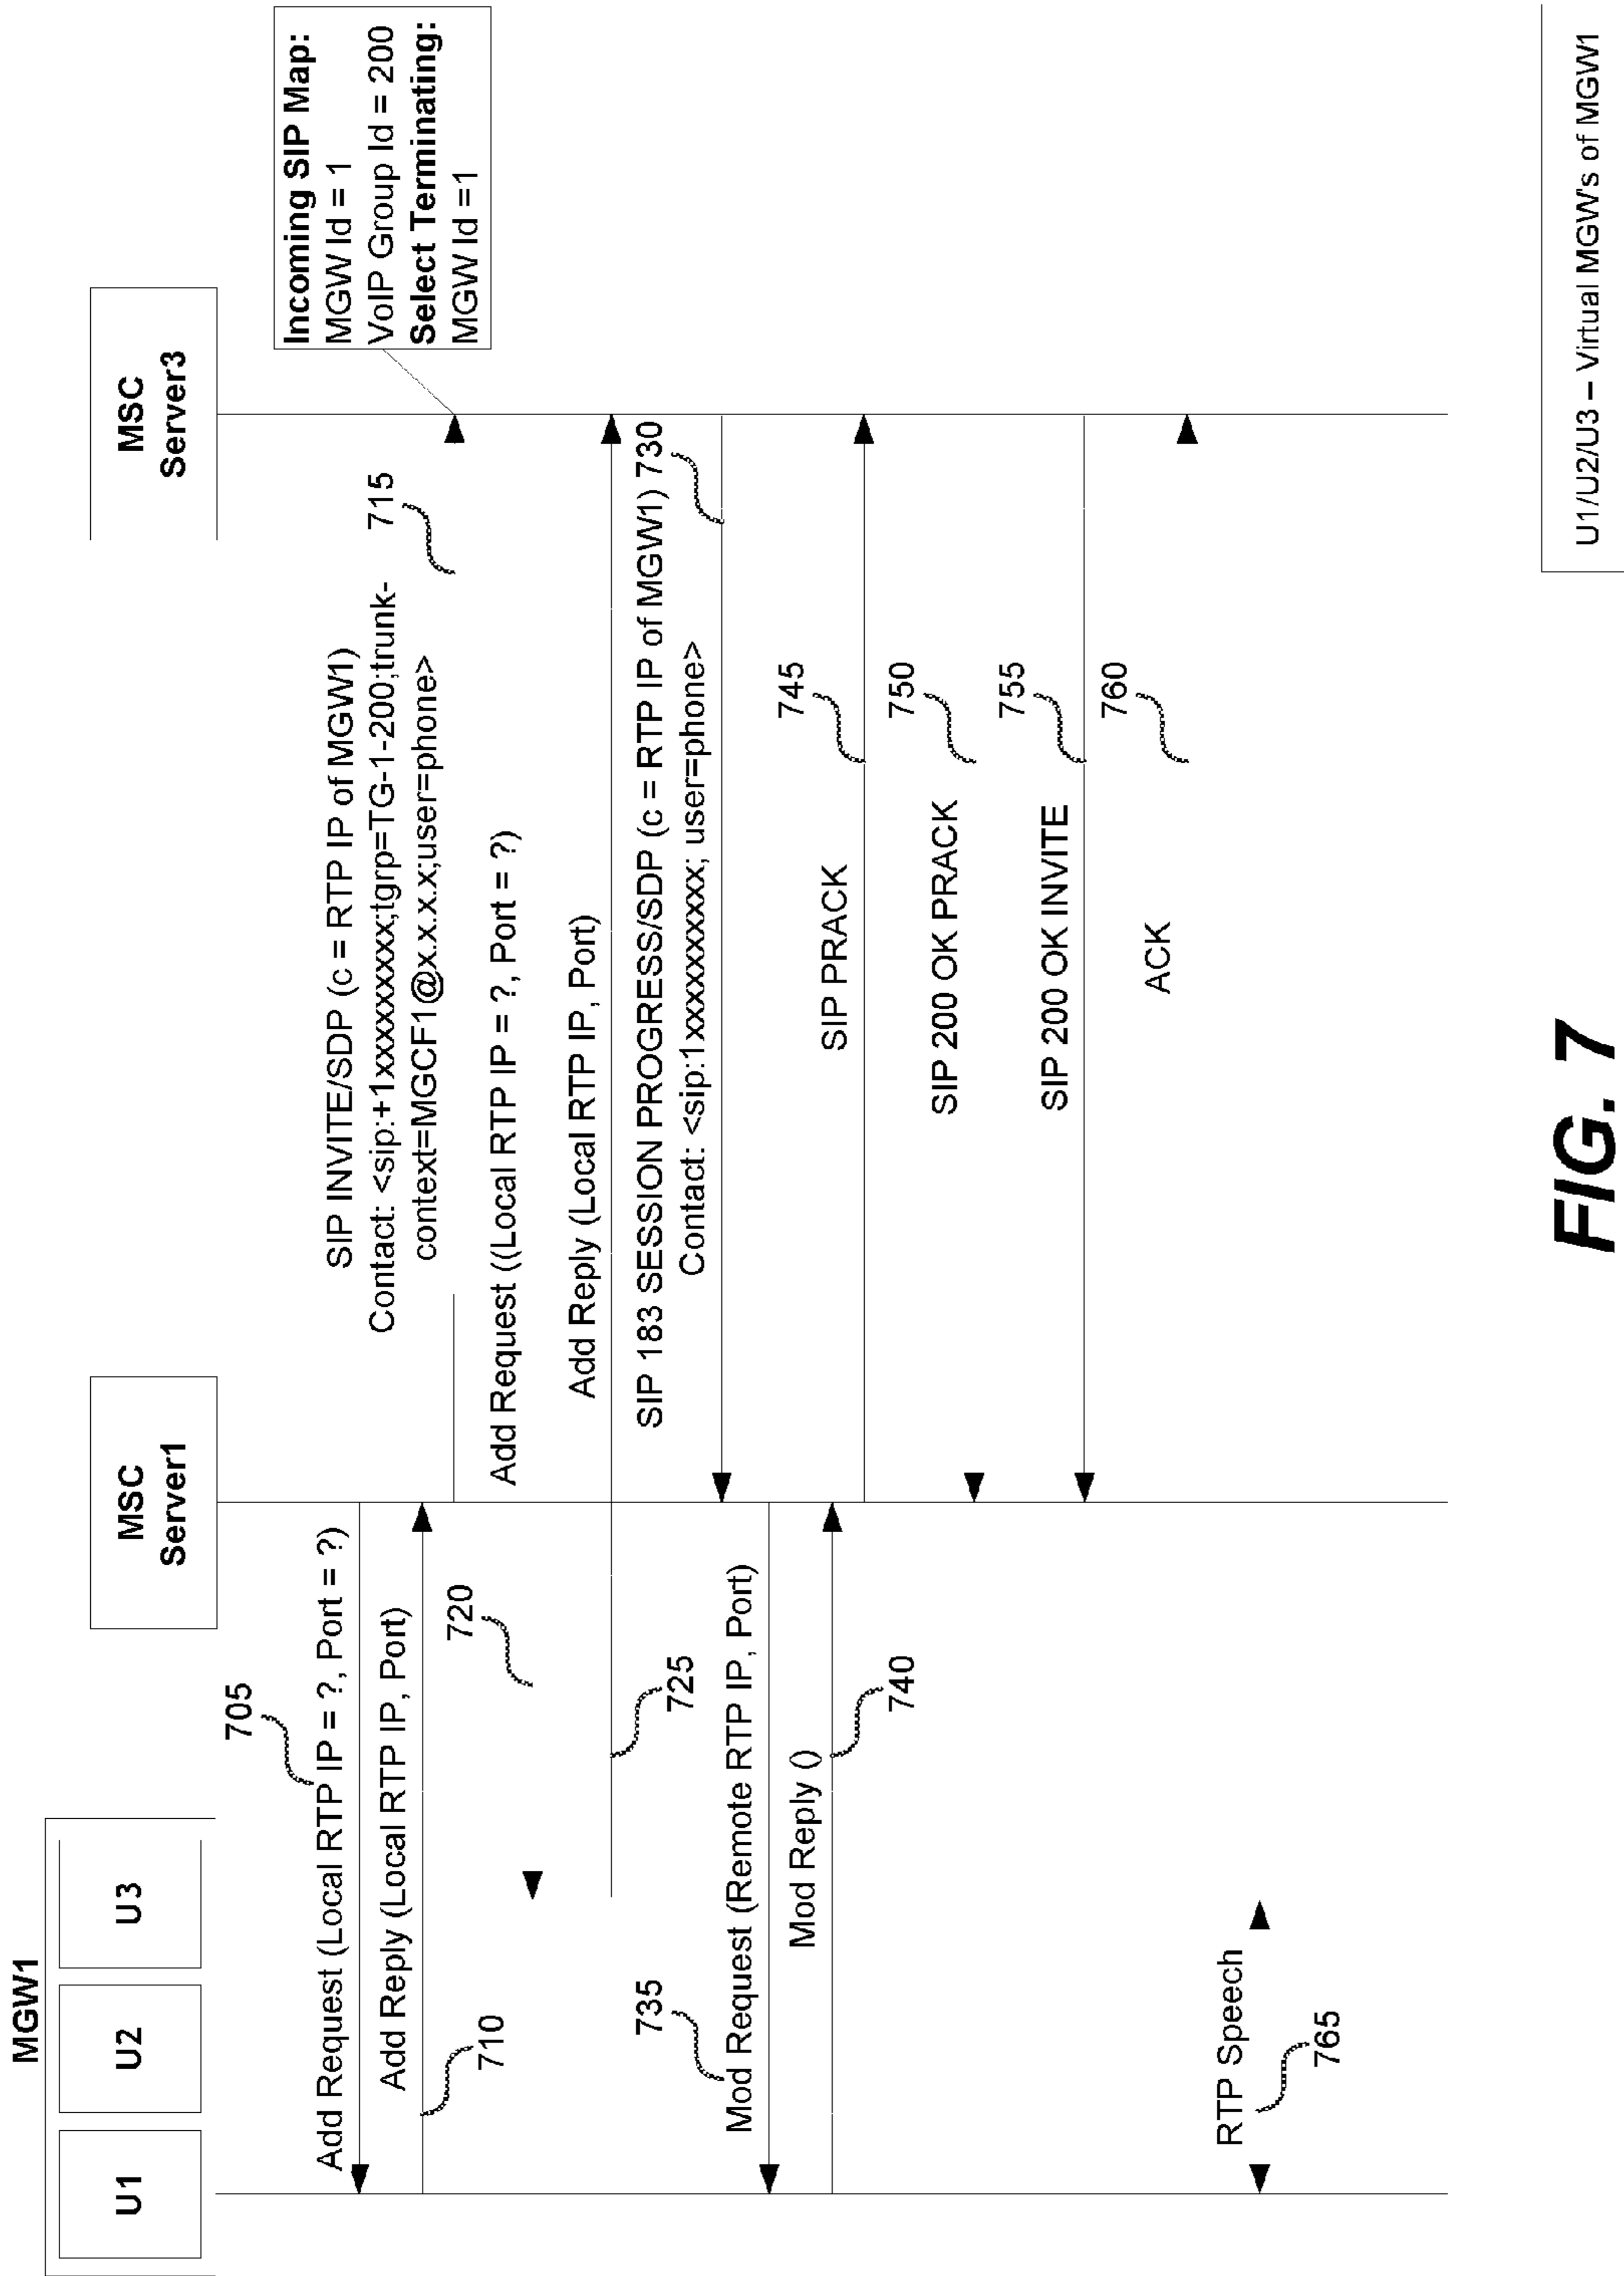 MGW1
U1
U2
U3
MSC
Server1
MSC
Server3
705
Add Request (Local RTP IP = ?, Port = ?)
Add Reply (Local RTP IP, Port)
710
SIP INVITE/SDP (c = RTP IP of MGW1)
Contact: <sip:+1xxxxxxxx;tgrp=TG-1-200;trunk-
context=MGCF1@x.x.x.x;user=phone>
715
Incoming SIP Map:
MGW Id = 1
VoIP Group Id = 200
Select Terminating:
MGW Id =1
720
Add Request ((Local RTP IP = ?, Port = ?)
Add Reply (Local RTP IP, Port)
725
SIP 183 SESSION PROGRESS/SDP (c = RTP IP of MGW1) 730
Contact: <sip:1xxxxxxxxxx; user=phone>
735
Mod Request (Remote RTP IP, Port)
Mod Reply ()
740
SIP PRACK
745
SIP 200 OK PRACK
750
SIP 200 OK INVITE
755
ACK
760
RTP Speech
765
U1/U2/U3 – Virtual MGW's of MGW1
FIG. 7